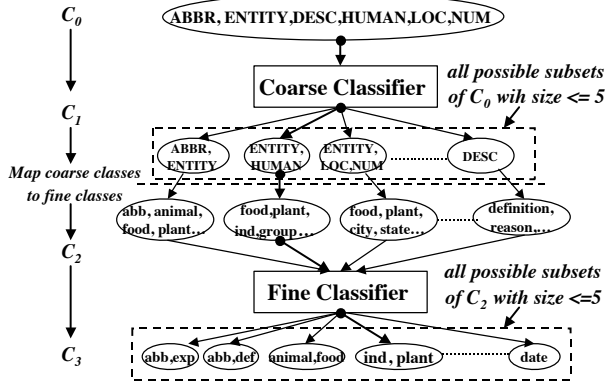 C0
ABBR, ENTITY,DESC,HUMAN,LOC,NUM
Coarse Classifier
all possible subsets
of C0 wih size <= 5
C1
ABBR,
ENTITY
ENTITY,
HUMAN
ENTITY,
LOC,NUM
DESC
Map coarse classes
to fine classes
abb, animal,
food, plant...
food,plant,
ind,group...
food, plant,
city, state...
definition,
reason,...
C2
Fine Classifier
all possible subsets
of C2 with size <=5
C3
abb,exp
abb,def
animal,food
ind, plant
date